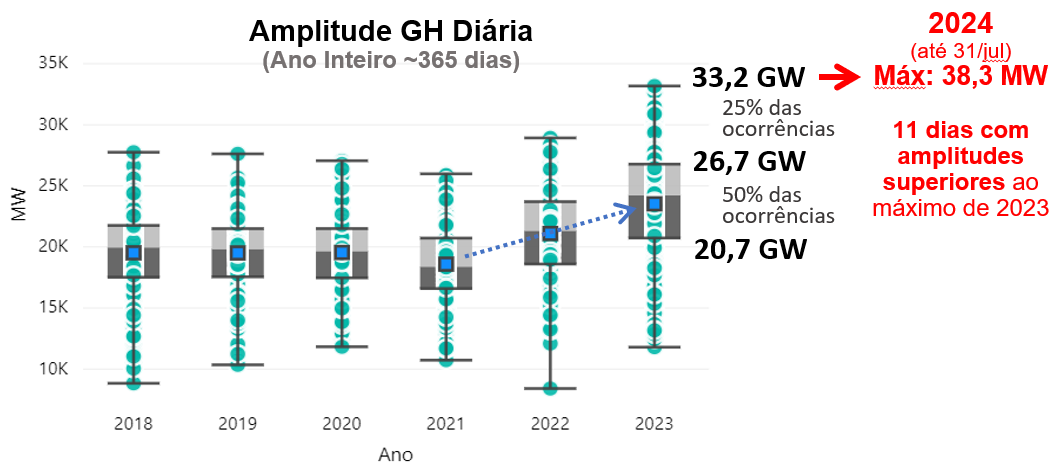 Amplitude GH Diária
(Ano Inteiro ~365 dias)
35K
30K
25K
20K
15K
10K
MW
2018
2019
2020
2021
2022
2023
Ano
33,2 GW
25% das
ocorrências
26,7 GW
50% das
ocorrências
20,7 GW
2024
(até 31/jul)
Máx: 38,3 MW
11 dias com
amplitudes
superiores ao
máximo de 2023